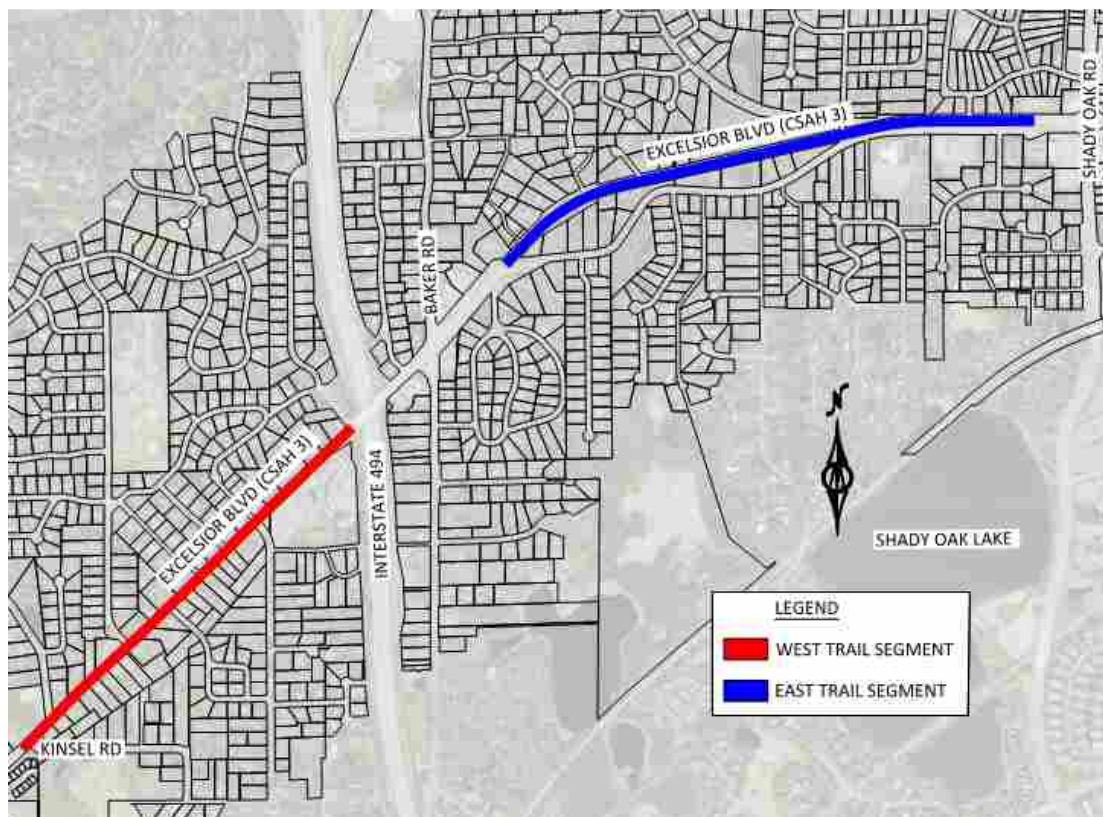 SHADY OAK RD
EXCELSIOR BLVD (CSAH 3)
BAKER RD
EXCELSIOR BLVD (CSAH 3)
INTERSTATE 494
N
SHADY OAK LAKE
LEGEND
WEST TRAIL SEGMENT
EAST TRAIL SEGMENT
KINSEL RD